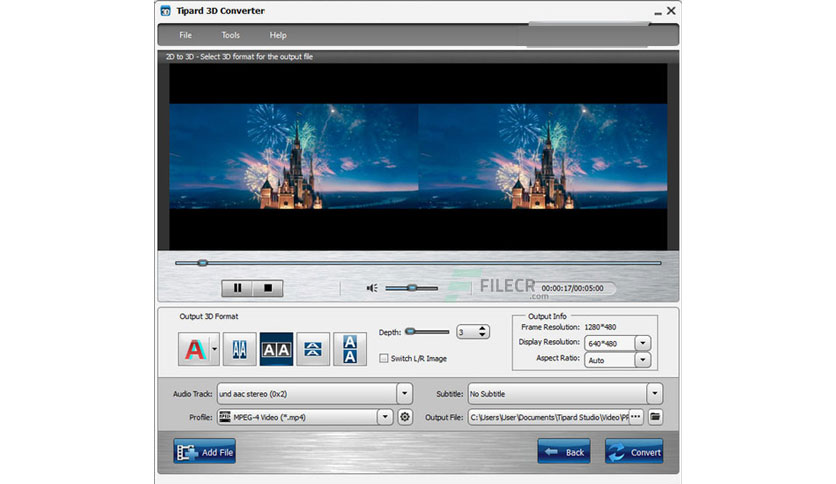 Tipard 3D Converter
File Tools Help
2D to 3D - Select 3D format for the output file
FILECR
.com
00:00:17/00:05:00
Output 3D Format
Depth: 3
Switch L/R Image
Output Info
Frame Resolution: 1280*480
Display Resolution: 640*480
Aspect Ratio: Auto
Audio Track: und aac stereo (0x2)
Subtitle: No Subtitle
Profile: MPEG-4 Video (*.mp4)
Output File: C:\Users\User\Documents\Tipard Studio\Video\PF ...
Add File
Back
Convert